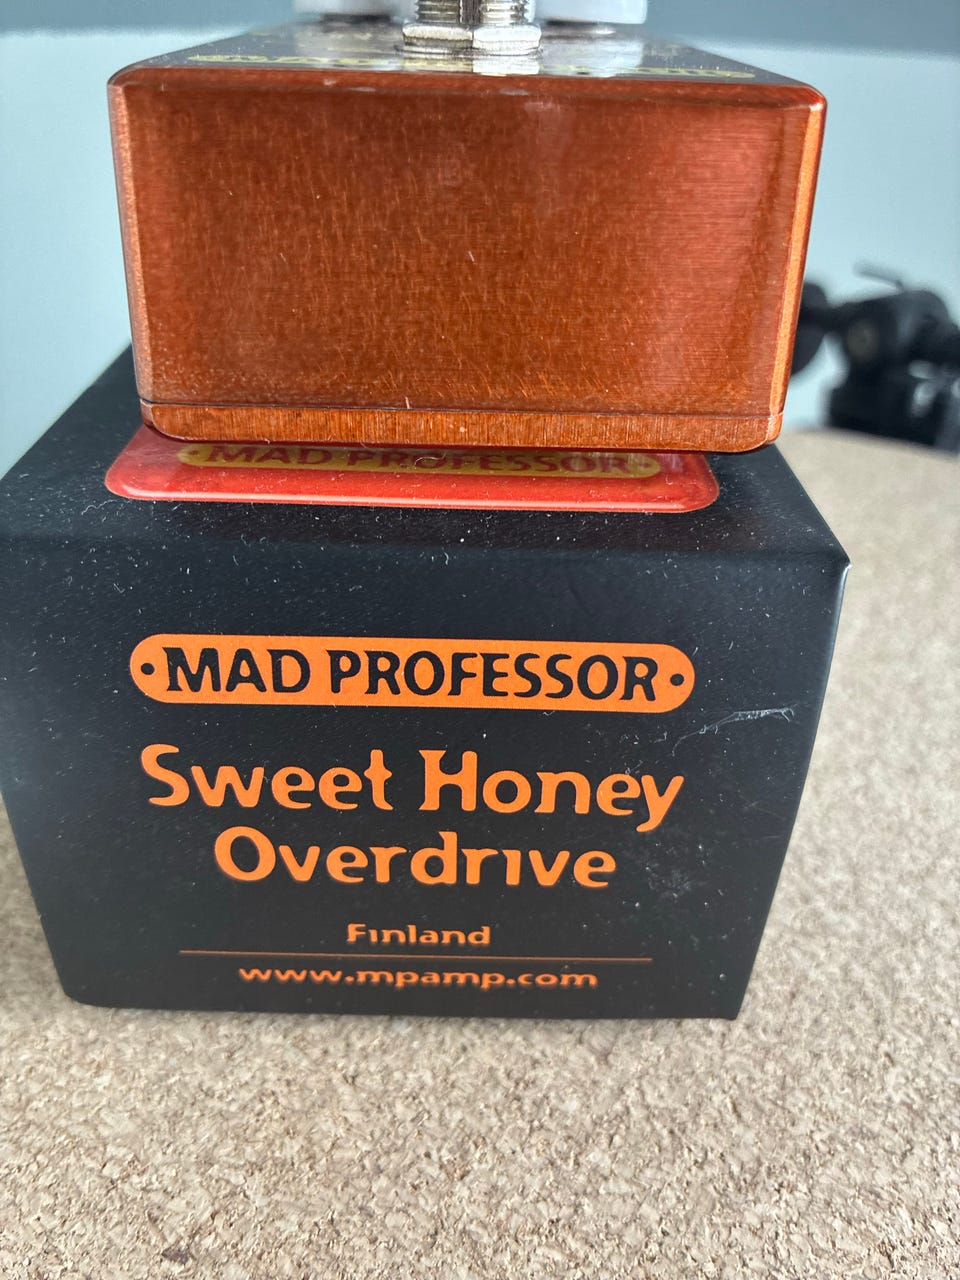 MAD PROFESSOR
·MAD PROFESSOR·
Sweet Honey
Overdrive
Finland
www.mpamp.com